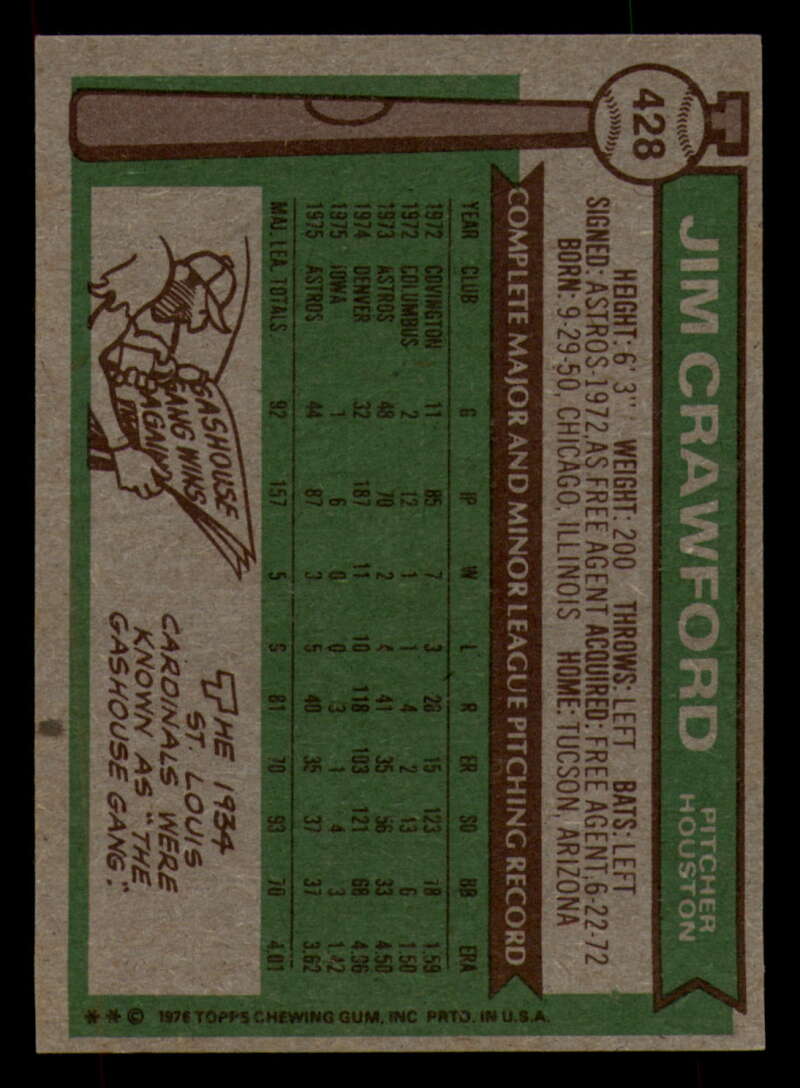 428
JIM CRAWFORD
PITCHER
HOUSTON
HEIGHT: 6' 3" WEIGHT: 200 THROWS: LEFT BATS: LEFT
SIGNED: ASTROS-1972, AS FREE AGENT ACQUIRED: FREE AGENT, 6-22-72
BORN: 9-29-50, CHICAGO, ILLINOIS HOME: TUCSON, ARIZONA
COMPLETE MAJOR AND MINOR LEAGUE PITCHING RECORD
YEAR CLUB G IP W L R ER SO BB ERA
1972 COVINGTON 11 85 7 3 26 15 123 78 1.59
1972 COLUMBUS 2 12 1 1 4 2 13 6 1.50
1973 ASTROS 48 70 2 41 35 56 33 4.50
1974 DENVER 32 187 11 10 118 103 121 68 4.96
1975 IOWA 1 6 0 0 3 1 4 3 1.42
1975 ASTROS 44 87 3 5 40 35 37 37 3.62
MAJ. LEA. TOTALS 92 157 5 81 70 93 70 4.01
GASHOUSE
GANG WINS
AGAIN
THE 1934
ST. LOUIS
CARDINALS WERE
KNOWN AS "THE
GASHOUSE GANG."
** © 1976 TOPPS CHEWING GUM, INC PRTD. IN U.S.A.